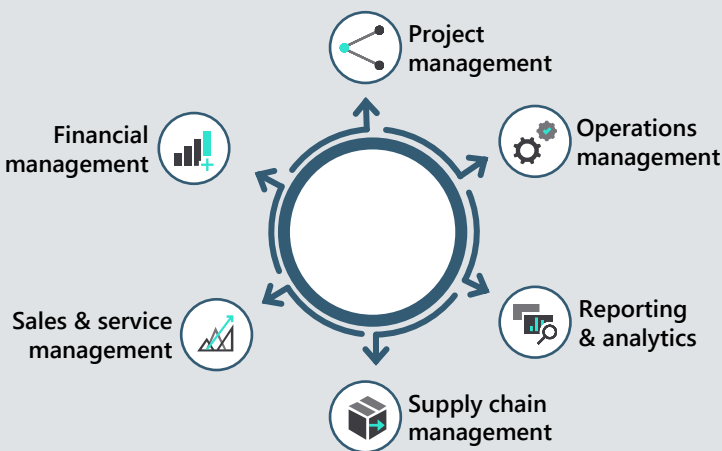 Project
management
Financial
management
Operations
management
Sales & service
management
Reporting
& analytics
Supply chain
management